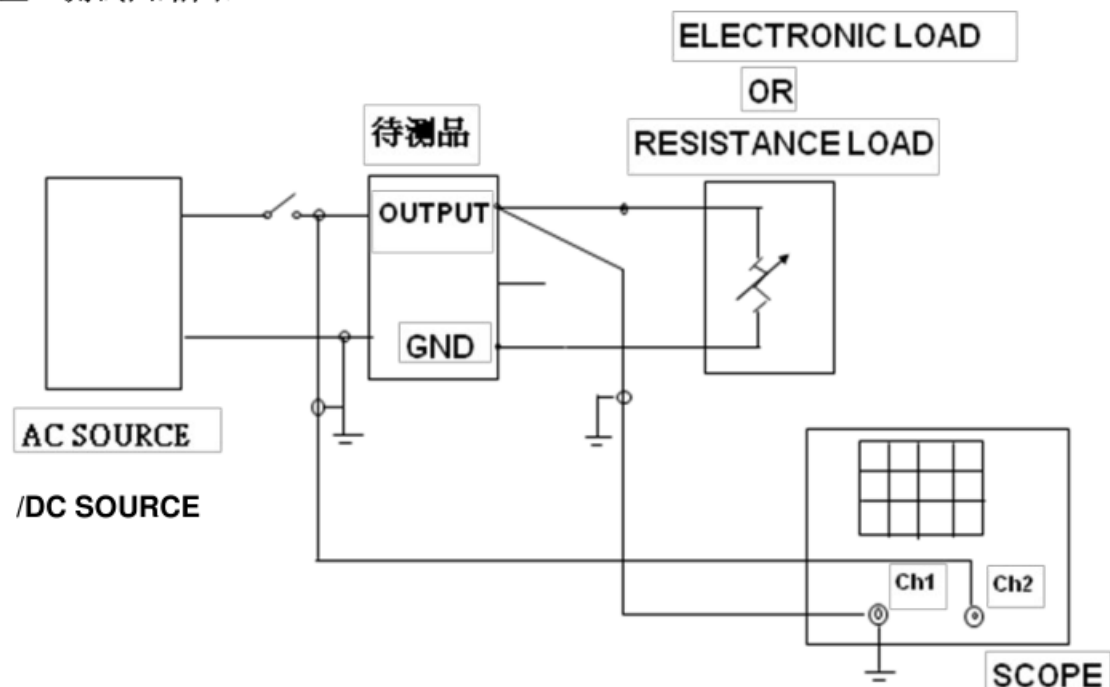 ELECTRONIC LOAD
OR
RESISTANCE LOAD
待测品
OUTPUT
GND
AC SOURCE
/DC SOURCE
Ch1
Ch2
SCOPE